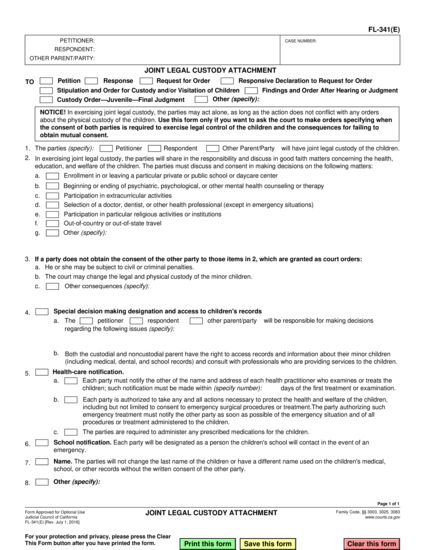 FL-341(E)
PETITIONER:
RESPONDENT:
OTHER PARENT/PARTY:
CASE NUMBER:
JOINT LEGAL CUSTODY ATTACHMENT
TO Petition Response Request for Order Responsive Declaration to Request for Order
Stipulation and Order for Custody and/or Visitation of Children Findings and Order After Hearing or Judgment
Custody Order—Juvenile—Final Judgment Other (specify):
NOTICE! In exercising joint legal custody, the parties may act alone, as long as the action does not conflict with any orders
about the physical custody of the children. Use this form only if you want to ask the court to make orders specifying when
the consent of both parties is required to exercise legal control of the children and the consequences for failing to
obtain mutual consent.
1. The parties (specify): Petitioner Respondent Other Parent/Party will have joint legal custody of the children.
2. In exercising joint legal custody, the parties will share in the responsibility and discuss in good faith matters concerning the health,
education, and welfare of the children. The parties must discuss and consent in making decisions on the following matters:
a. Enrollment in or leaving a particular private or public school or daycare center
b. Beginning or ending of psychiatric, psychological, or other mental health counseling or therapy
c. Participation in extracurricular activities
d. Selection of a doctor, dentist, or other health professional (except in emergency situations)
e. Participation in particular religious activities or institutions
f. Out-of-country or out-of-state travel
g. Other (specify):
3. If a party does not obtain the consent of the other party to those items in 2, which are granted as court orders:
a. He or she may be subject to civil or criminal penalties.
b. The court may change the legal and physical custody of the minor children.
c. Other consequences (specify):
4. Special decision making designation and access to children's records
a. The petitioner respondent other parent/party will be responsible for making decisions
regarding the following issues (specify):
b. Both the custodial and noncustodial parent have the right to access records and information about their minor children
(including medical, dental, and school records) and consult with professionals who are providing services to the children.
5. Health-care notification.
a. Each party must notify the other of the name and address of each health practitioner who examines or treats the
children; such notification must be made within (specify number): days of the first treatment or examination.
b. Each party is authorized to take any and all actions necessary to protect the health and welfare of the children,
including but not limited to consent to emergency surgical procedures or treatment.The party authorizing such
emergency treatment must notify the other party as soon as possible of the emergency situation and of all
procedures or treatment administered to the children.
c. The parties are required to administer any prescribed medications for the children.
6. School notification. Each party will be designated as a person the children's school will contact in the event of an
emergency.
7. Name. The parties will not change the last name of the children or have a different name used on the children's medical,
school, or other records without the written consent of the other party.
8. Other (specify):
Page 1 of 1
Form Approved for Optional Use
Judicial Council of California
FL-341(E) [Rev. July 1, 2016]
JOINT LEGAL CUSTODY ATTACHMENT
Family Code, §§ 3003, 3025, 3083
www.courts.ca.gov
For your protection and privacy, please press the Clear
This Form button after you have printed the form.
Print this form Save this form Clear this form